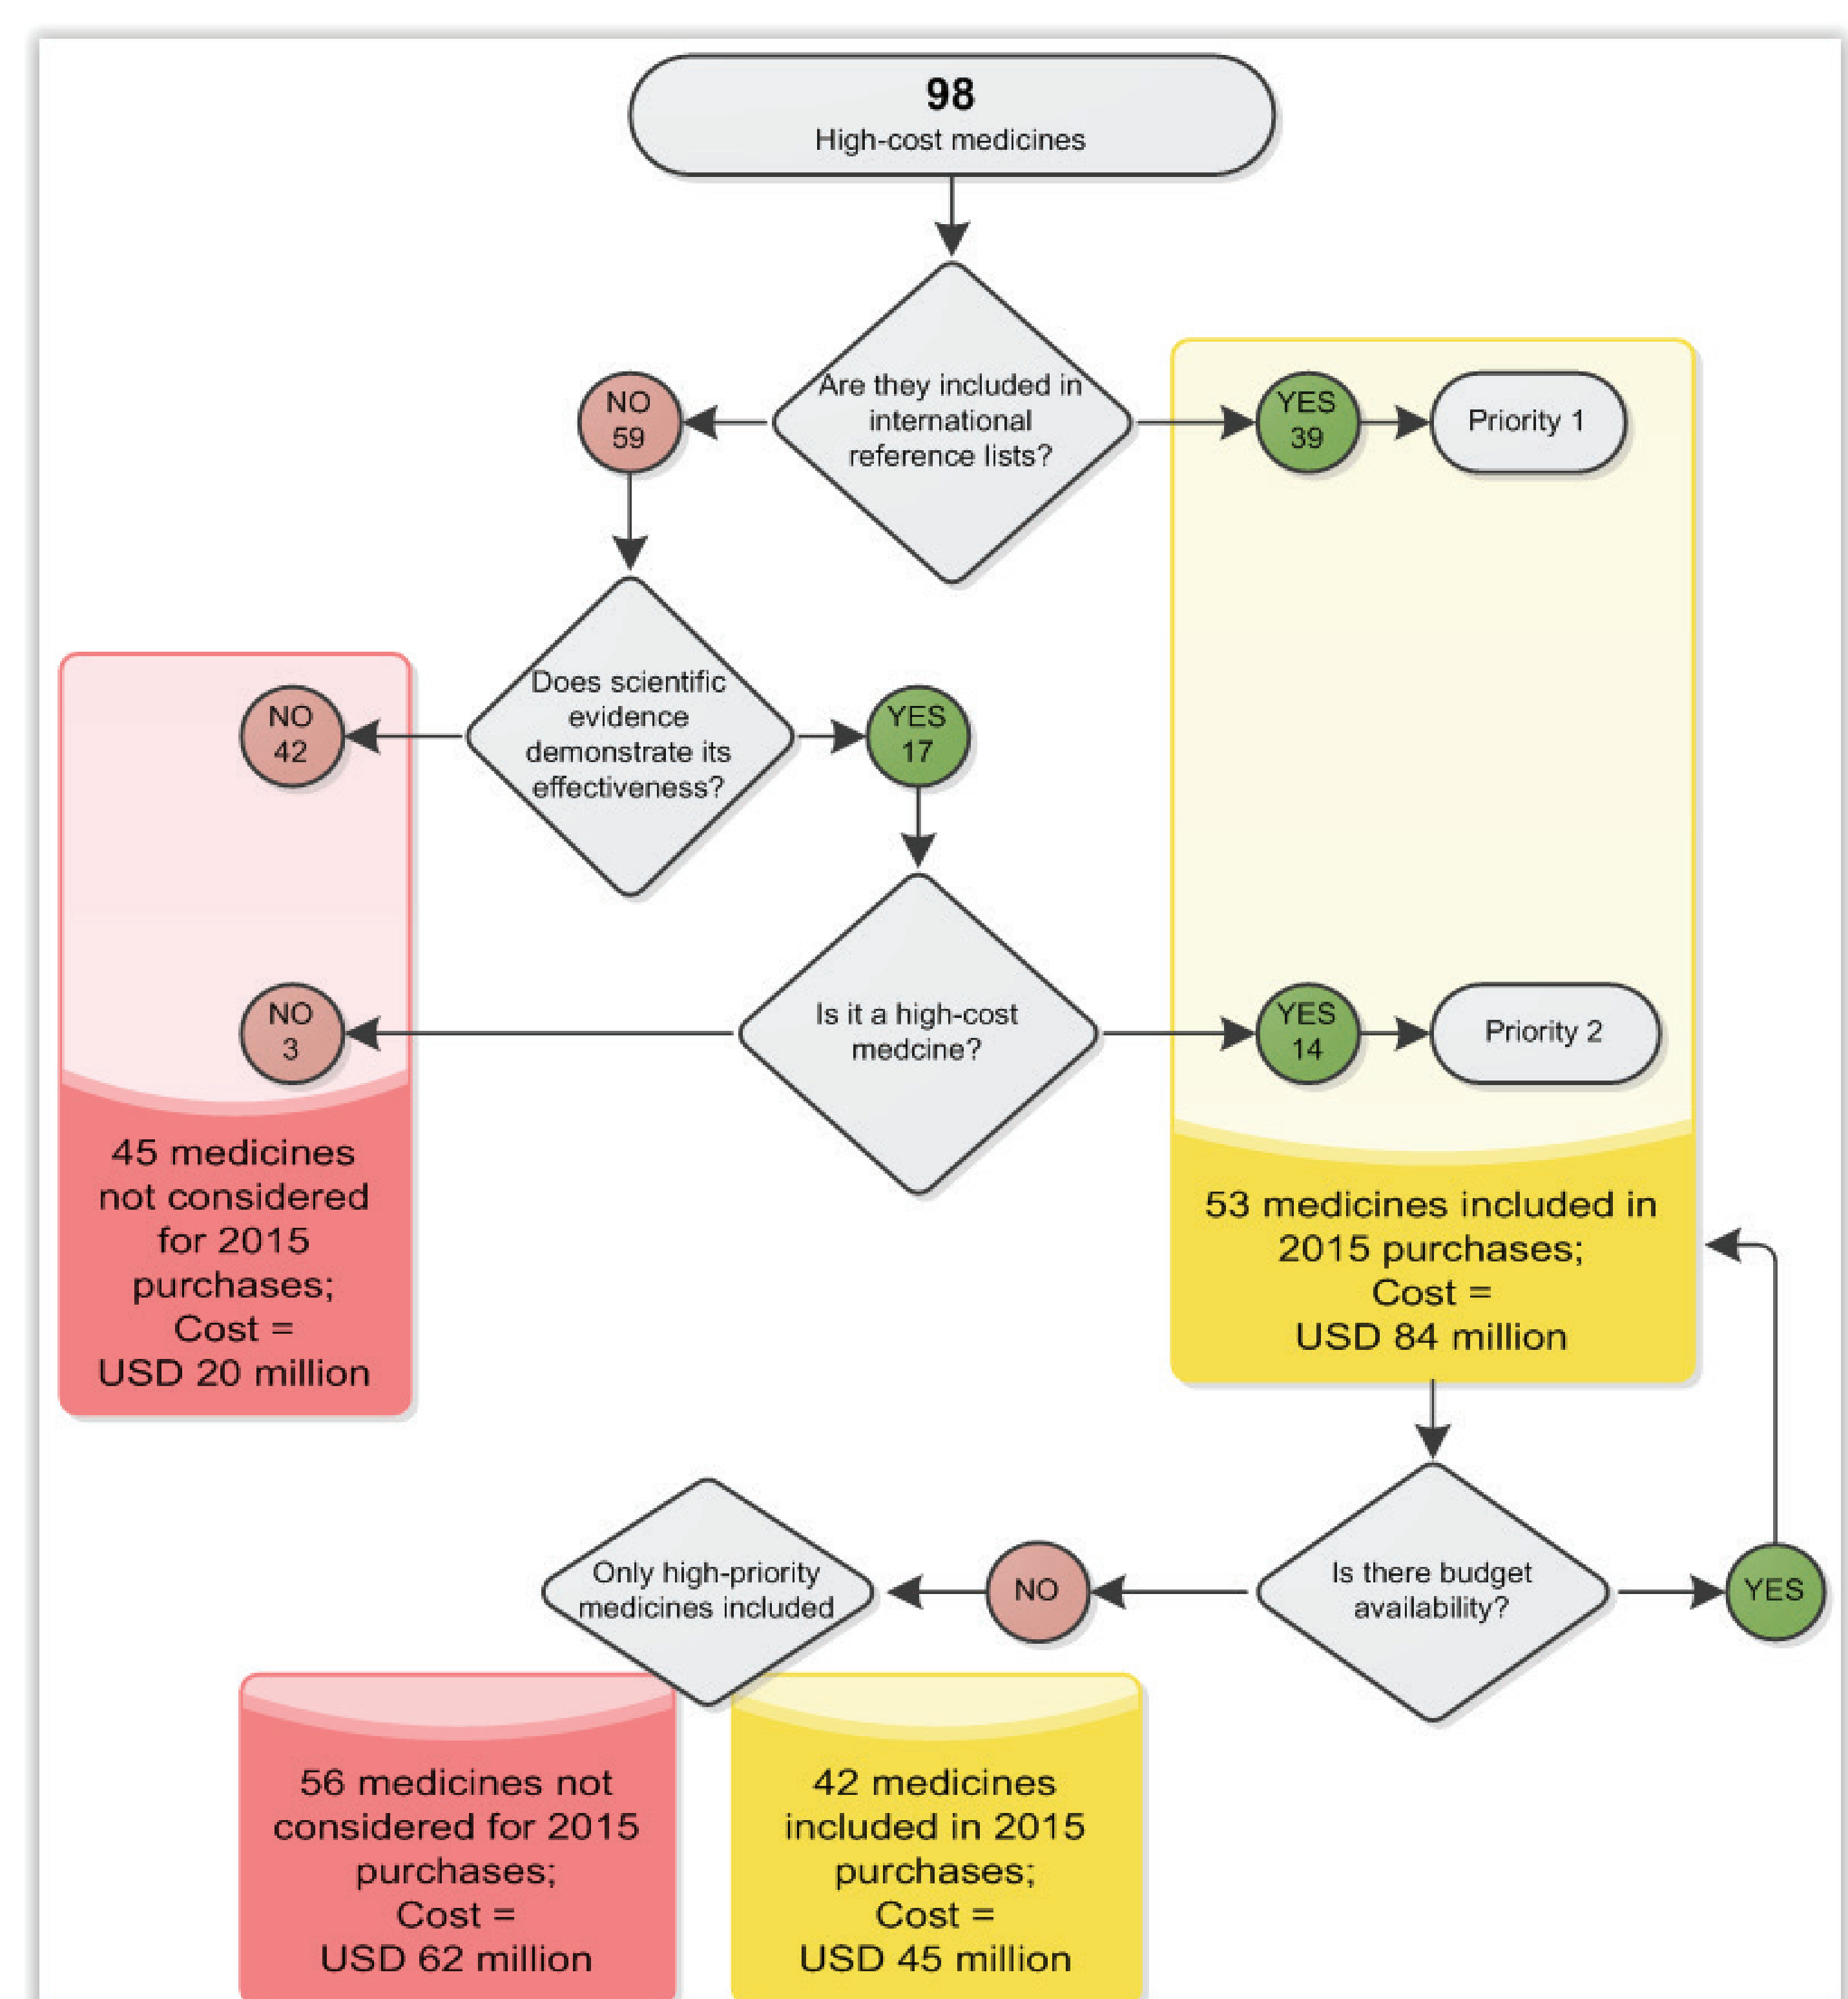 98
High-cost medicines
Are they included in
international
reference lists?
NO
59
YES
39
Priority 1
Does scientific
evidence
demonstrate its
effectiveness?
NO
42
YES
17
Is it a high-cost
medcine?
NO
3
YES
14
Priority 2
45 medicines
not considered
for 2015
purchases;
Cost =
USD 20 million
53 medicines included in
2015 purchases;
Cost =
USD 84 million
Only high-priority
medicines included
NO
Is there budget
availability?
YES
56 medicines not
considered for 2015
purchases;
Cost =
USD 62 million
42 medicines
included in 2015
purchases;
Cost =
USD 45 million